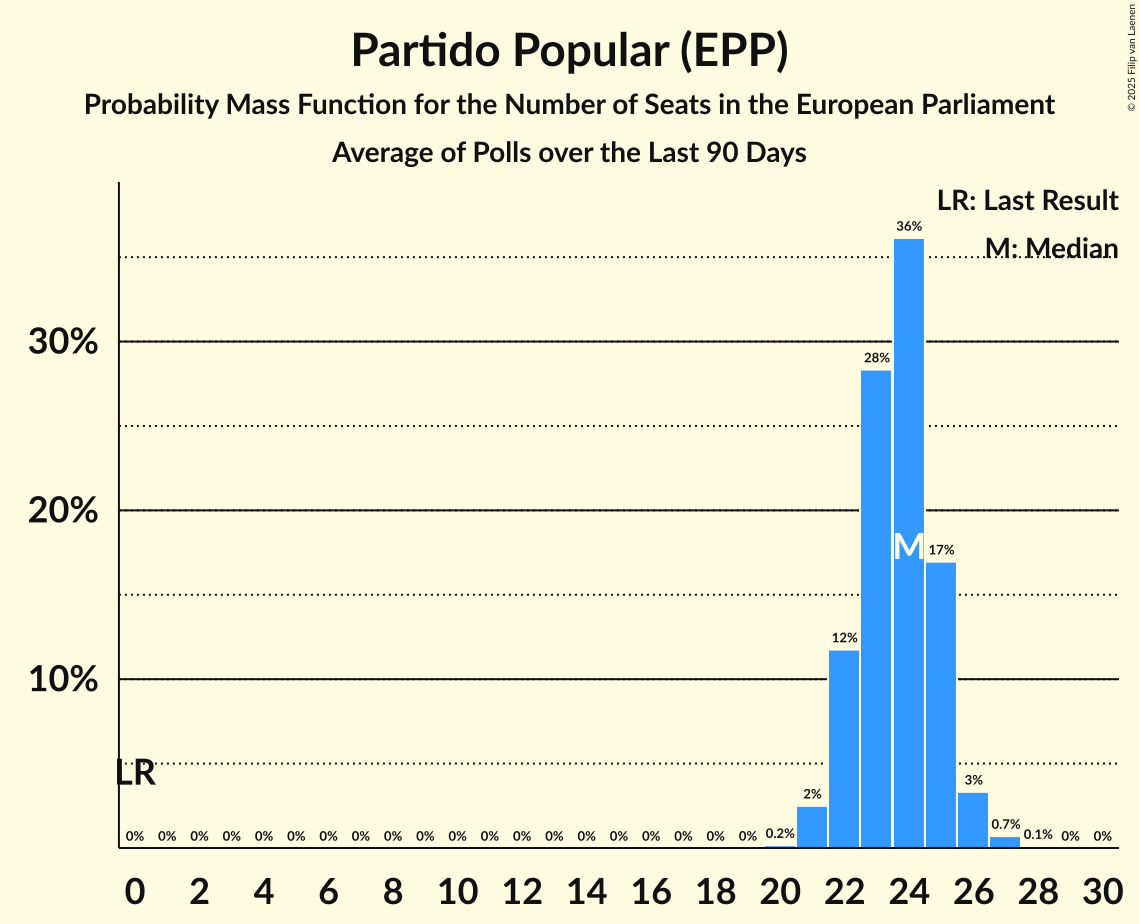 Partido Popular (EPP)
Probability Mass Function for the Number of Seats in the European Parliament
Average of Polls over the Last 90 Days
© 2025 Filip van Laenen
LR: Last Result
M: Median
36%
30%
28%
20%
M
17%
12%
10%
LR
3%
2%
0% 0% 0% 0% 0% 0% 0% 0% 0% 0% 0% 0% 0% 0% 0% 0% 0% 0% 0% 0% 0.2% 0.7% 0.1% 0% 0%
0 2 4 6 8 10 12 14 16 18 20 22 24 26 28 30